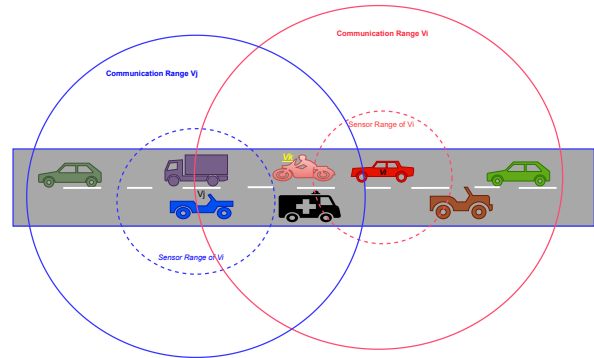 Communication Range Vi
Communication Range Vj
Sensor Range of Vi
Vk
Vi
Vj
Sensor Range of Vi